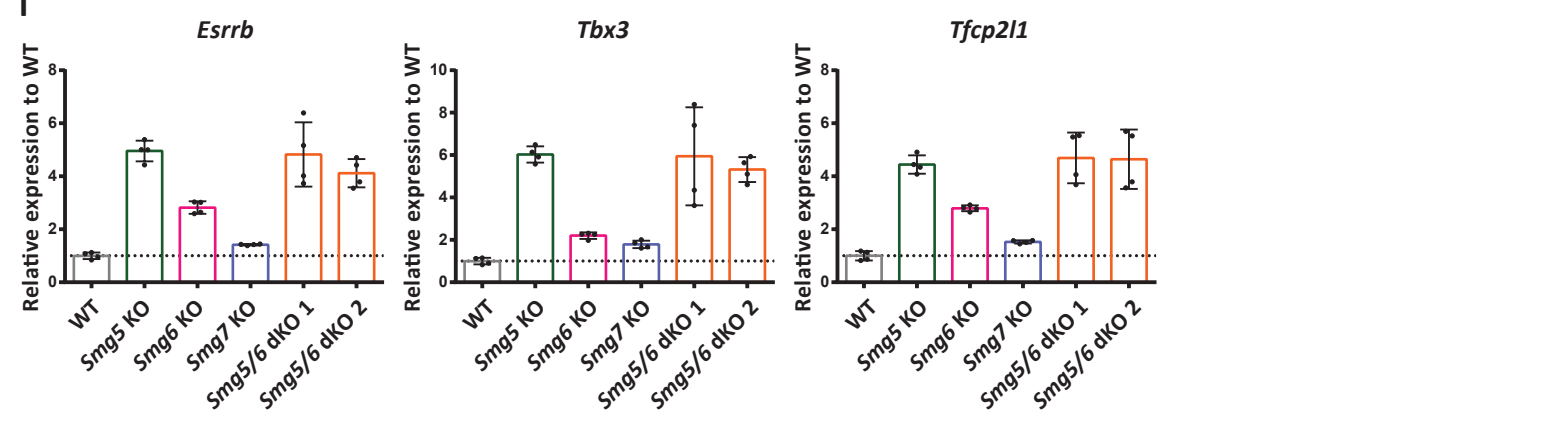 Esrrb
Relative expression to WT
8
6
4
2
0
WT
Smg5 KO
Smg6 KO
Smg7 KO
Smg5/6 dKO 1
Smg5/6 dKO 2
Tbx3
Relative expression to WT
10
8
6
4
2
0
WT
Smg5 KO
Smg6 KO
Smg7 KO
Smg5/6 dKO 1
Smg5/6 dKO 2
Tfcp2l1
Relative expression to WT
8
6
4
2
0
WT
Smg5 KO
Smg6 KO
Smg7 KO
Smg5/6 dKO 1
Smg5/6 dKO 2